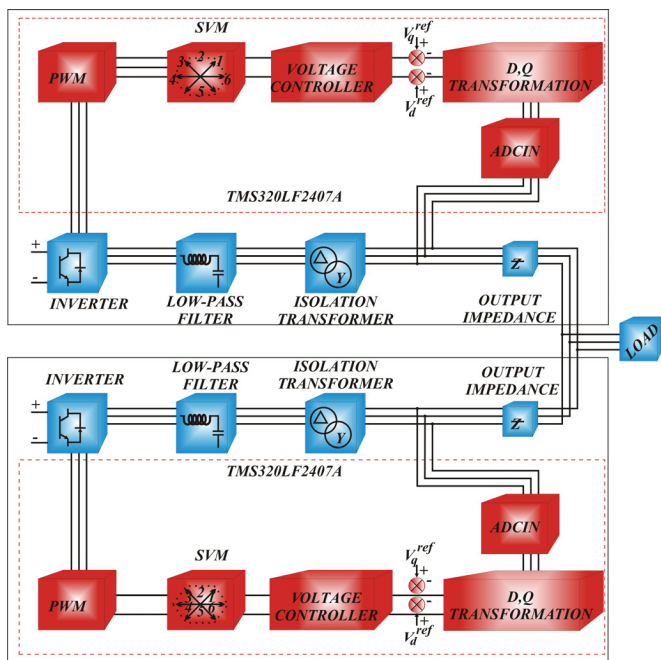 SVM
V_q^ref
+
-
PWM
3 2 1
4 6
5
VOLTAGE
CONTROLLER
D,Q
TRANSFORMATION
-
+
V_d^ref
ADCIN
TMS320LF2407A
+
-
Δ
Y
Z
INVERTER
LOW-PASS
FILTER
ISOLATION
TRANSFORMER
OUTPUT
IMPEDANCE
LOAD
INVERTER
LOW-PASS
FILTER
ISOLATION
TRANSFORMER
OUTPUT
IMPEDANCE
+
-
Δ
Y
Z
TMS320LF2407A
ADCIN
SVM
V_q^ref
+
-
PWM
2
5
VOLTAGE
CONTROLLER
D,Q
TRANSFORMATION
-
+
V_d^ref